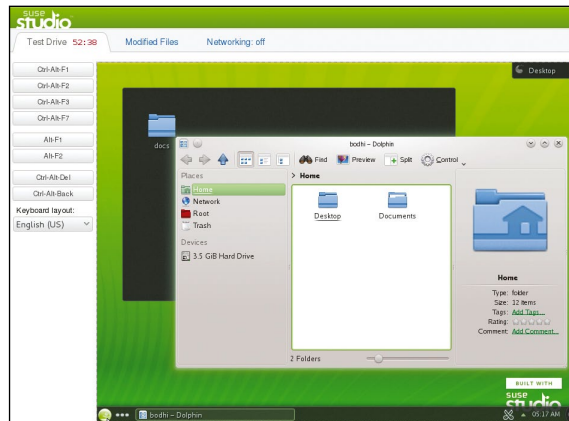 suse
studio
Test Drive 52:38
Modified Files
Networking: off
Ctrl-Alt-F1
Ctrl-Alt-F2
Ctrl-Alt-F3
Ctrl-Alt-F7
Alt-F1
Alt-F2
Ctrl-Alt-Del
Ctrl-Alt-Back
Keyboard layout:
English (US)
Desktop
docs
bodhi – Dolphin
Find
Preview
Split
Control
Places
Home
Network
Root
Trash
Devices
3.5 GiB Hard Drive
> Home
Desktop
Documents
Home
Type: folder
Size: 12 items
Tags: Add Tags...
Rating:
Comment: Add Comment...
2 Folders
BUILT WITH
suse
studio
bodhi – Dolphin
05:17 AM